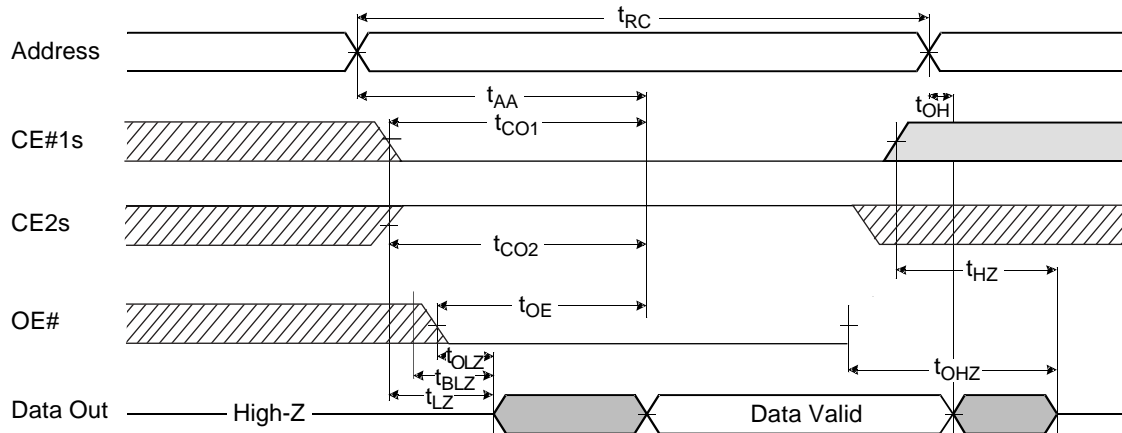 tRC
Address
tAA
tOH
tCO1
CE#1s
CE2s
tCO2
tHZ
tOE
OE#
tOLZ
tBLZ
tOHZ
tLZ
Data Out High-Z Data Valid